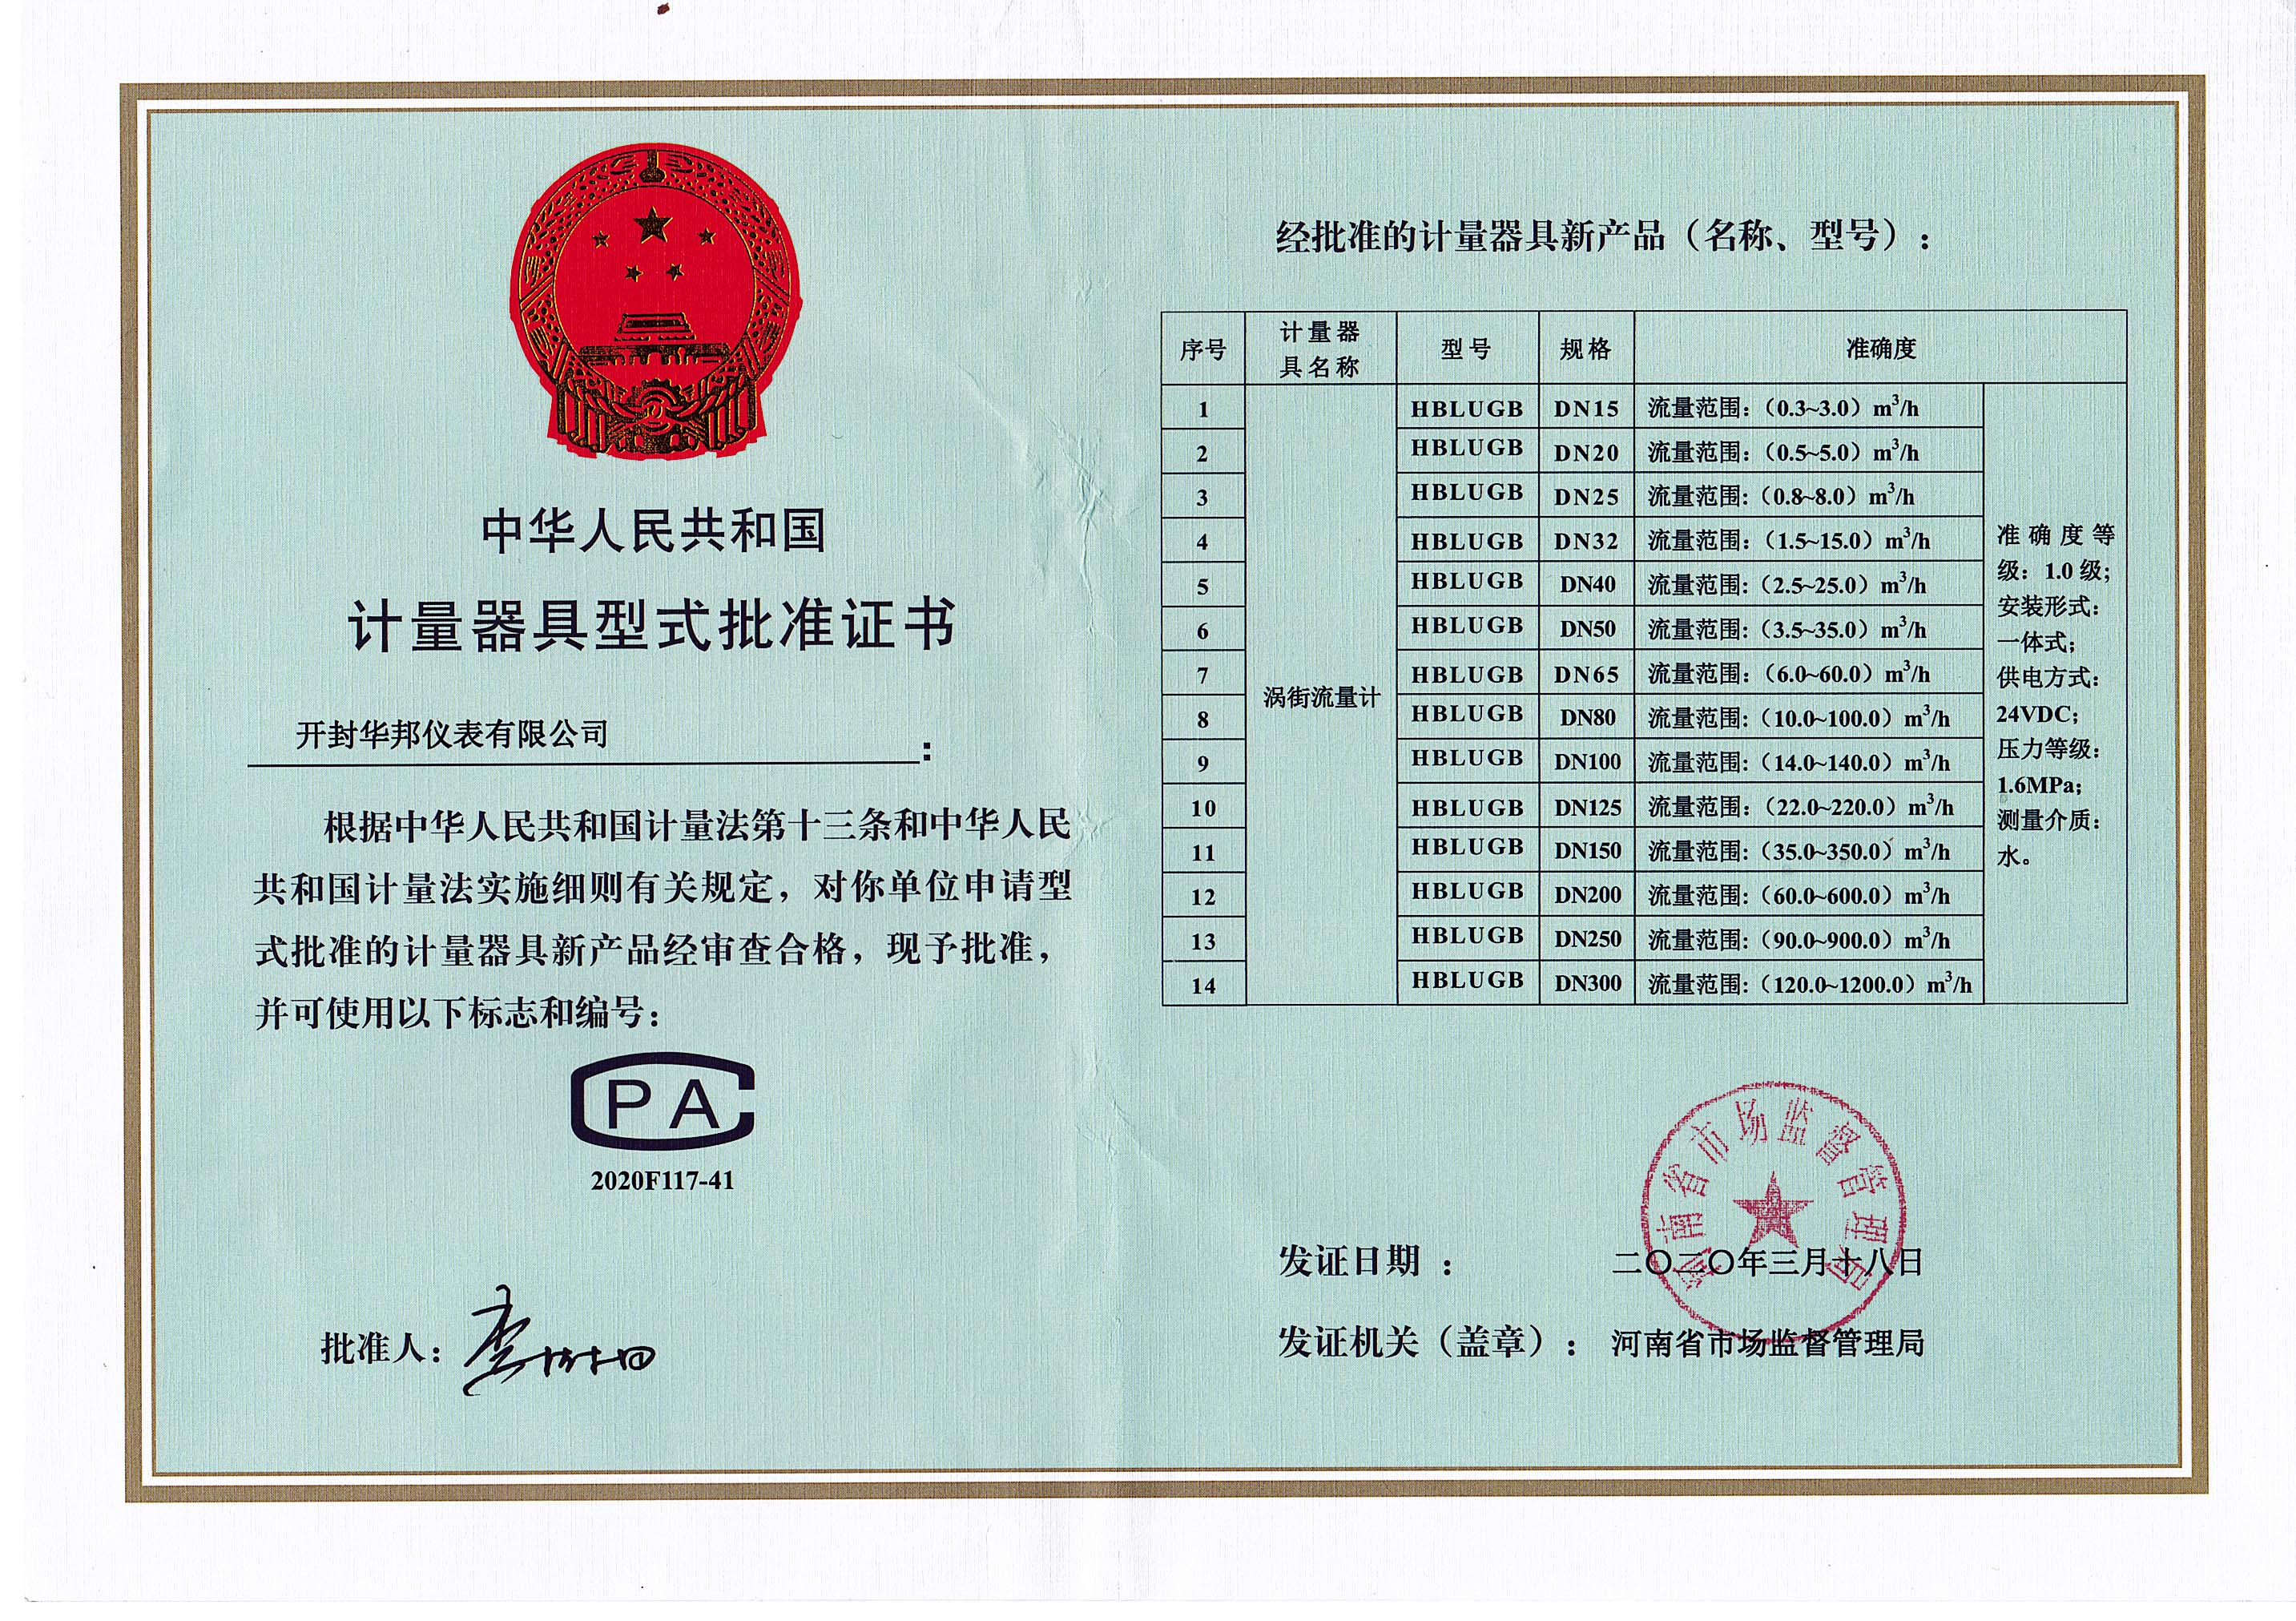 中华人民共和国
计量器具型式批准证书
开封华邦仪表有限公司：
根据中华人民共和国计量法第十三条和中华人民
共和国计量法实施细则有关规定，对你单位申请型
式批准的计量器具新产品经审查合格，现予批准，
并可使用以下标志和编号：
CPA
2020F117-41
批准人：
经批准的计量器具新产品（名称、型号）：
序号 计量器具名称 型号 规格 准确度
1 HBLUGB DN15 流量范围：（0.3~3.0）m³/h
2 HBLUGB DN20 流量范围：（0.5~5.0）m³/h
3 HBLUGB DN25 流量范围：（0.8~8.0）m³/h
4 HBLUGB DN32 流量范围：（1.5~15.0）m³/h
5 HBLUGB DN40 流量范围：（2.5~25.0）m³/h
6 HBLUGB DN50 流量范围：（3.5~35.0）m³/h
7 HBLUGB DN65 流量范围：（6.0~60.0）m³/h
涡街流量计
8 HBLUGB DN80 流量范围：（10.0~100.0）m³/h
9 HBLUGB DN100 流量范围：（14.0~140.0）m³/h
10 HBLUGB DN125 流量范围：（22.0~220.0）m³/h
11 HBLUGB DN150 流量范围：（35.0~350.0）m³/h
12 HBLUGB DN200 流量范围：（60.0~600.0）m³/h
13 HBLUGB DN250 流量范围：（90.0~900.0）m³/h
14 HBLUGB DN300 流量范围：（120.0~1200.0）m³/h
准确度等
级：1.0级；
安装形式：
一体式；
供电方式：
24VDC；
压力等级：
1.6MPa；
测量介质：
水。
河南省市场监督管理局
发证日期：二〇二〇年三月十八日
发证机关（盖章）：河南省市场监督管理局